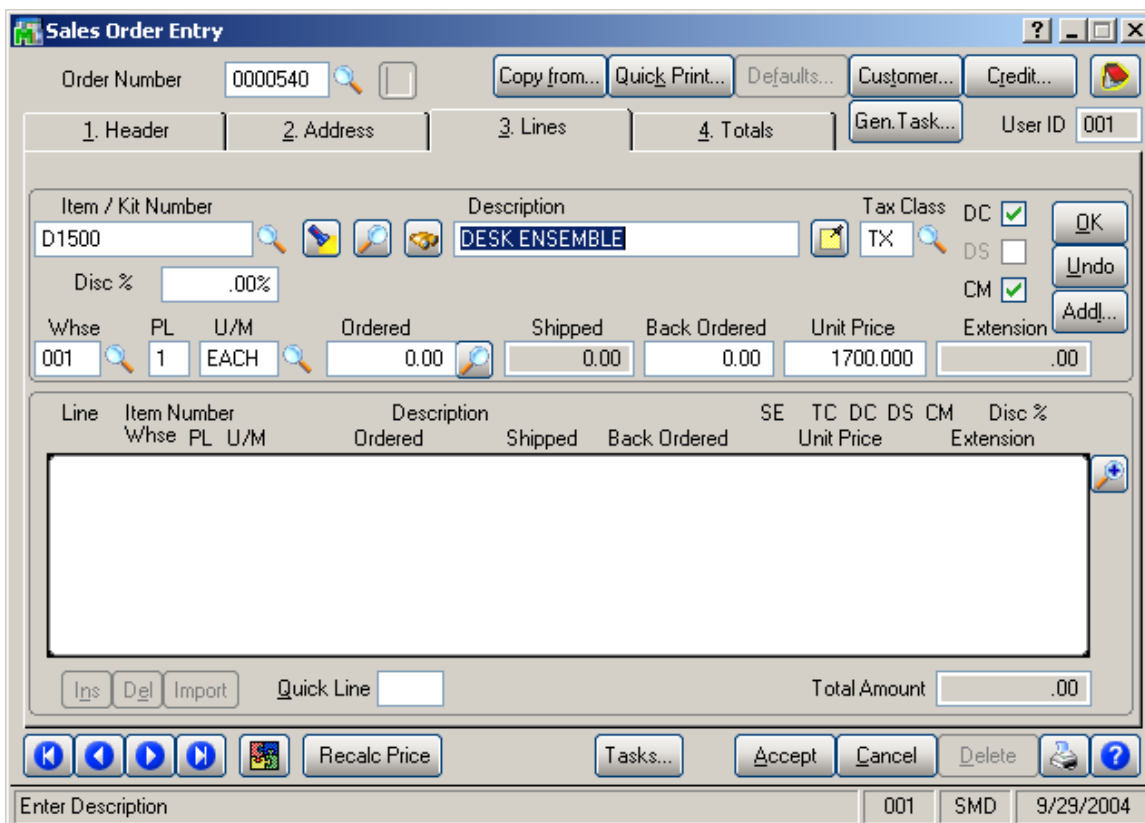 Sales Order Entry
Order Number 0000540 Copy from... Quick Print... Defaults... Customer... Credit...
1. Header 2. Address 3. Lines 4. Totals Gen.Task... User ID 001
Item / Kit Number Description Tax Class DC OK
D1500 DESK ENSEMBLE TX DS Undo
Disc % .00% CM Addl...
Whse PL U/M Ordered Shipped Back Ordered Unit Price Extension
001 1 EACH 0.00 0.00 0.00 1700.000 .00
Line Item Number Description SE TC DC DS CM Disc %
Whse PL U/M Ordered Shipped Back Ordered Unit Price Extension
Ins Del Import Quick Line Total Amount .00
Recalc Price Tasks... Accept Cancel Delete
Enter Description 001 SMD 9/29/2004